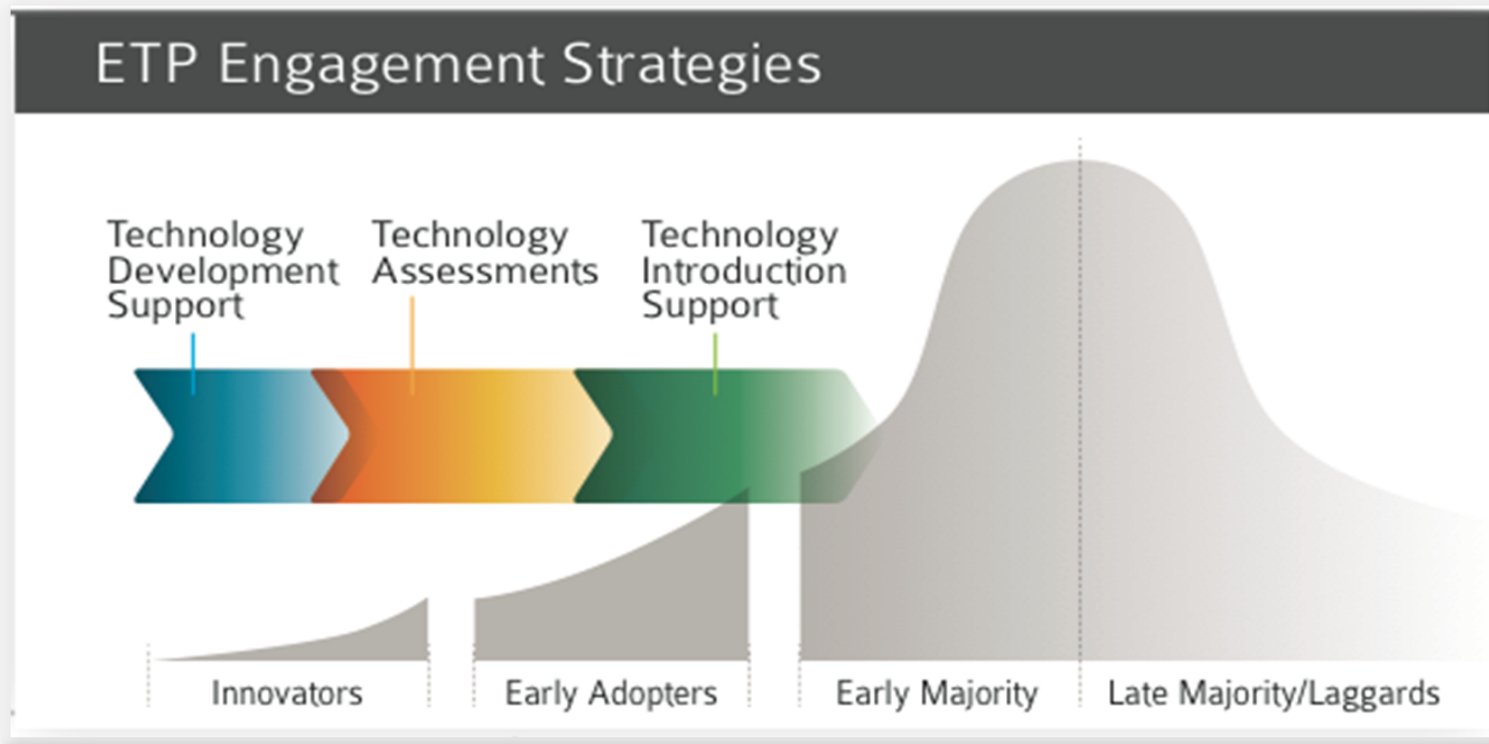 ETP Engagement Strategies
Technology
Development
Support
Technology
Assessments
Technology
Introduction
Support
Innovators
Early Adopters
Early Majority
Late Majority/Laggards